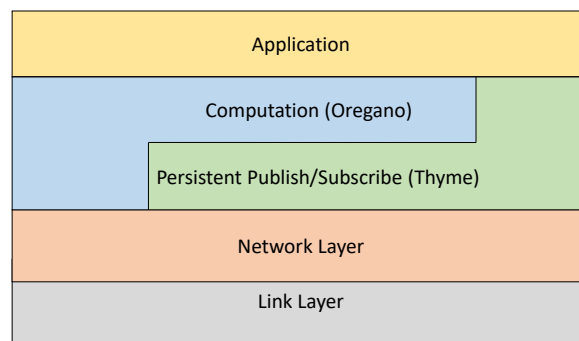 Application
Computation (Oregano)
Persistent Publish/Subscribe (Thyme)
Network Layer
Link Layer